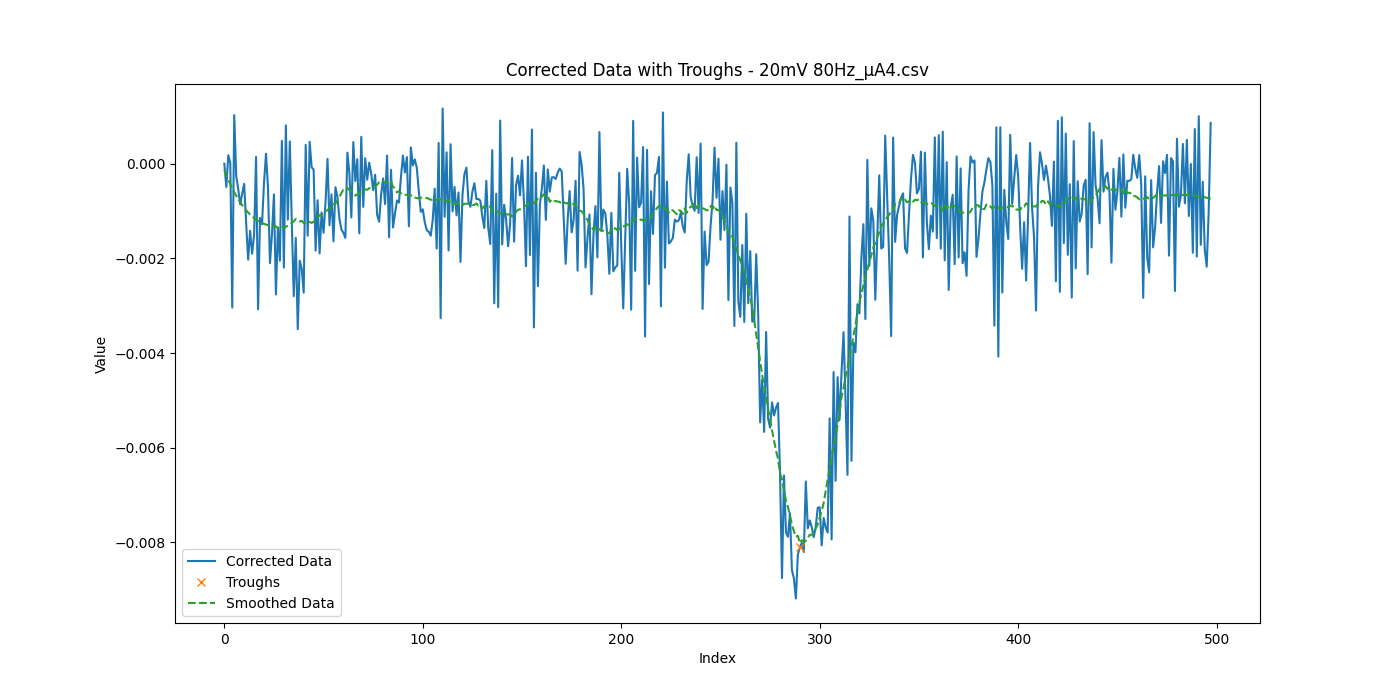 Corrected Data with Troughs - 20mV 80Hz_μA4.csv
0.000
−0.002
−0.004
−0.006
−0.008
Value
Corrected Data
Troughs
Smoothed Data
0
100
200
300
400
500
Index